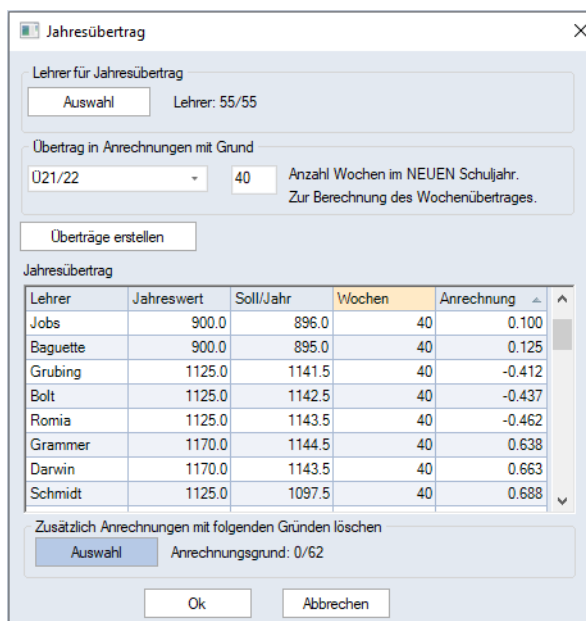 Jahresübertrag
Lehrer für Jahresübertrag
Auswahl Lehrer: 55/55
Übertrag in Anrechnungen mit Grund
Ü21/22 40 Anzahl Wochen im NEUEN Schuljahr.
Zur Berechnung des Wochenübertrages.
Überträge erstellen
Jahresübertrag
Lehrer Jahreswert Soll/Jahr Wochen Anrechnung
Jobs 900.0 896.0 40 0.100
Baguette 900.0 895.0 40 0.125
Grubing 1125.0 1141.5 40 -0.412
Bolt 1125.0 1142.5 40 -0.437
Romia 1125.0 1143.5 40 -0.462
Grammer 1170.0 1144.5 40 0.638
Darwin 1170.0 1143.5 40 0.663
Schmidt 1125.0 1097.5 40 0.688
Zusätzlich Anrechnungen mit folgenden Gründen löschen
Auswahl Anrechnungsgrund: 0/62
Ok Abbrechen